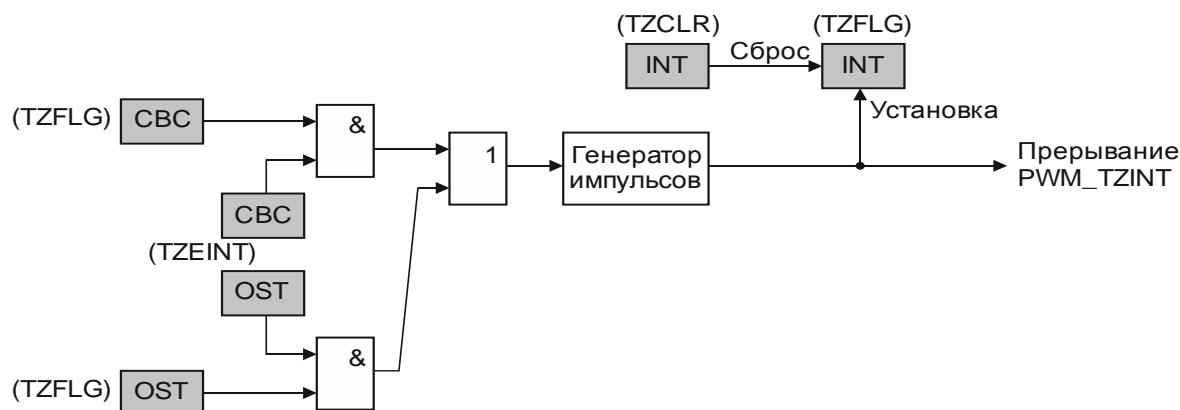 (TZCLR)
(TZFLG)
INT
Сброс
INT
(TZFLG)
CBC
&
Установка
1
Генератор
импульсов
Прерывание
PWM_TZINT
CBC
(TZEINT)
OST
&
(TZFLG)
OST